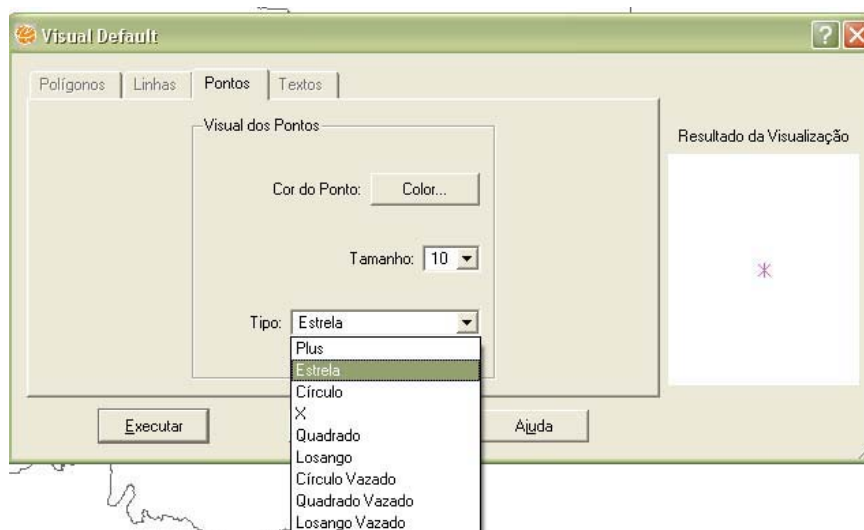 Visual Default
Polígonos Linhas Pontos Textos
Visual dos Pontos
Resultado da Visualização
Cor do Ponto: Color...
Tamanho: 10
Tipo: Estrela
Plus
Estrela
Círculo
X
Quadrado
Losango
Círculo Vazado
Quadrado Vazado
Losango Vazado
Executar
Ajuda